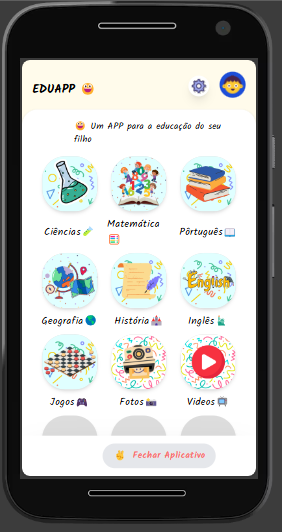 EDUAPP 😀
😀 Um APP para a educação do seu
filho
Ciências 🧪
Matemática
🧮
Pôrtuguês 📖
Geografia 🌎
História 🏰
Inglês 🗽
Jogos 🎮
Fotos 📸
Videos 📺
✌️ Fechar Aplicativo
English